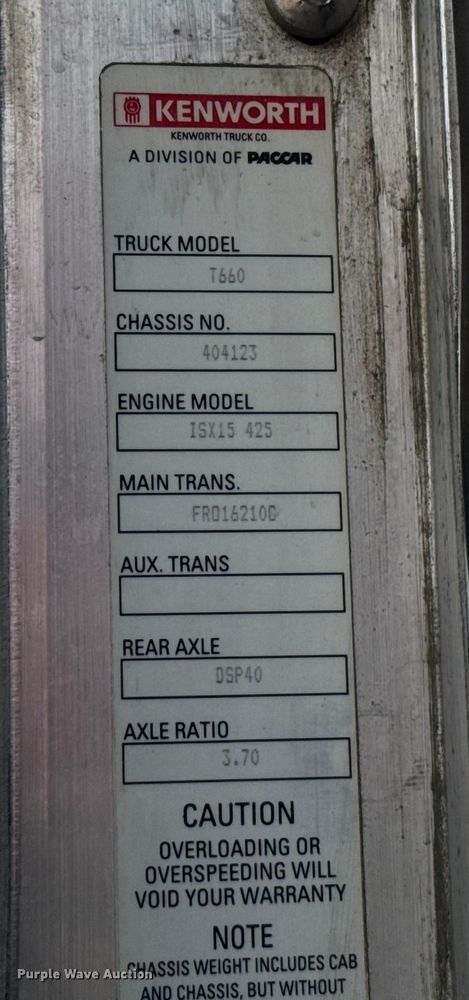 KENWORTH
KENWORTH TRUCK CO.
A DIVISION OF PACCAR
TRUCK MODEL
T660
CHASSIS NO.
404123
ENGINE MODEL
ISX15 425
MAIN TRANS.
FRO16210C
AUX. TRANS
REAR AXLE
DSP40
AXLE RATIO
3.70
CAUTION
OVERLOADING OR
OVERSPEEDING WILL
VOID YOUR WARRANTY
NOTE
CHASSIS WEIGHT INCLUDES CAB
AND CHASSIS, BUT WITHOUT
Purple Wave Auction